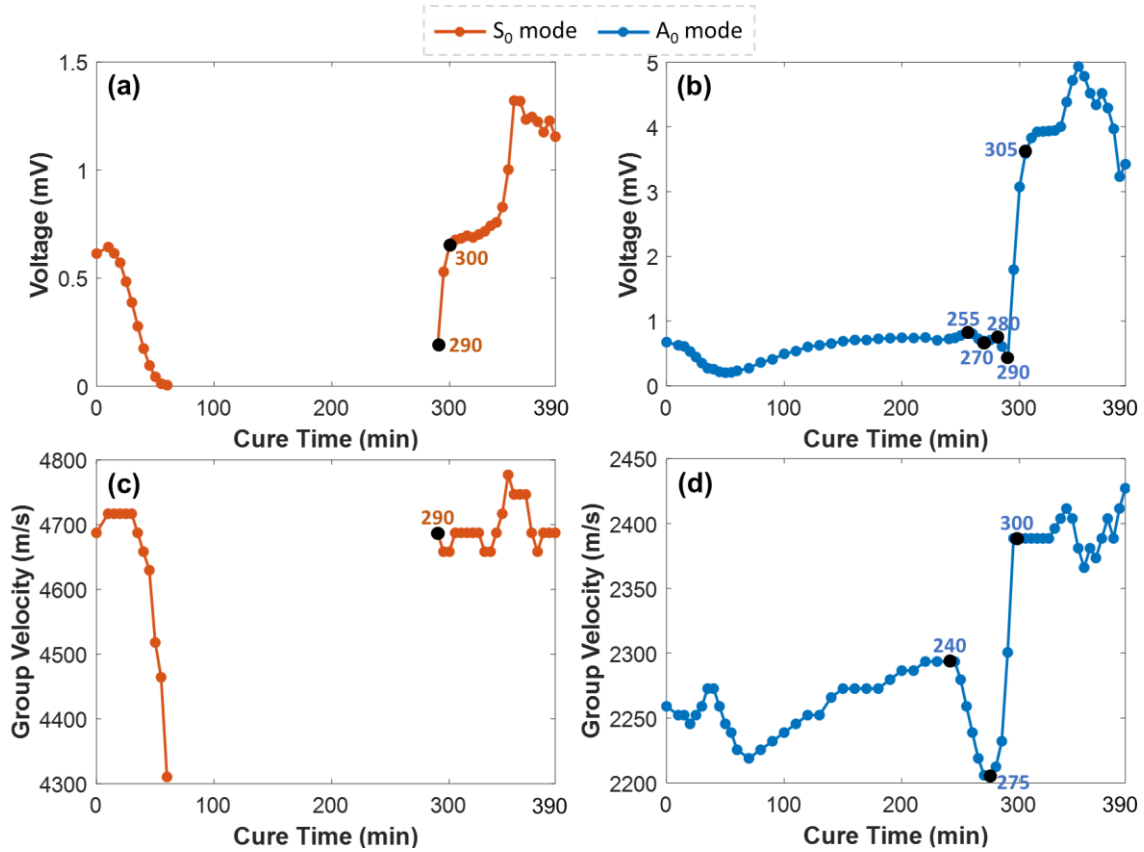 S₀ mode A₀ mode
(a)
1.5
1
0.5
0
Voltage (mV)
300
290
0 100 200 300 390
Cure Time (min)
(b)
5
4
3
2
1
0
Voltage (mV)
305
255 280
270
290
0 100 200 300 390
Cure Time (min)
(c)
4800
4700
4600
4500
4400
4300
Group Velocity (m/s)
290
0 100 200 300 390
Cure Time (min)
(d)
2450
2400
2350
2300
2250
2200
Group Velocity (m/s)
300
240
275
0 100 200 300 390
Cure Time (min)